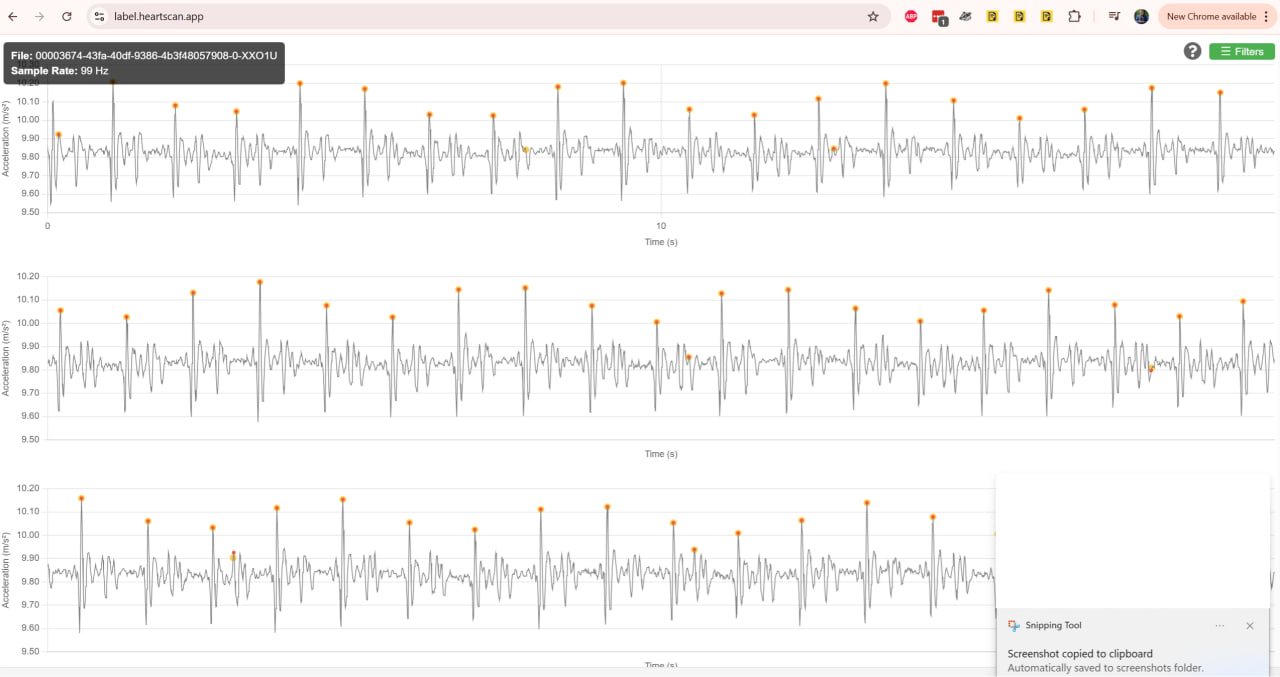 label.heartscan.app
1
New Chrome available
File: 00003674-43fa-40df-9386-4b3f48057908-0-XXO1U
Sample Rate: 99 Hz
? Filters
Acceleration (m/s²)
10.20
10.10
10.00
9.90
9.80
9.70
9.60
9.50
0
10
Time (s)
Acceleration (m/s²)
10.20
10.10
10.00
9.90
9.80
9.70
9.60
9.50
Time (s)
Acceleration (m/s²)
10.20
10.10
10.00
9.90
9.80
9.70
9.60
9.50
Time (s)
Snipping Tool
Screenshot copied to clipboard
Automatically saved to screenshots folder.